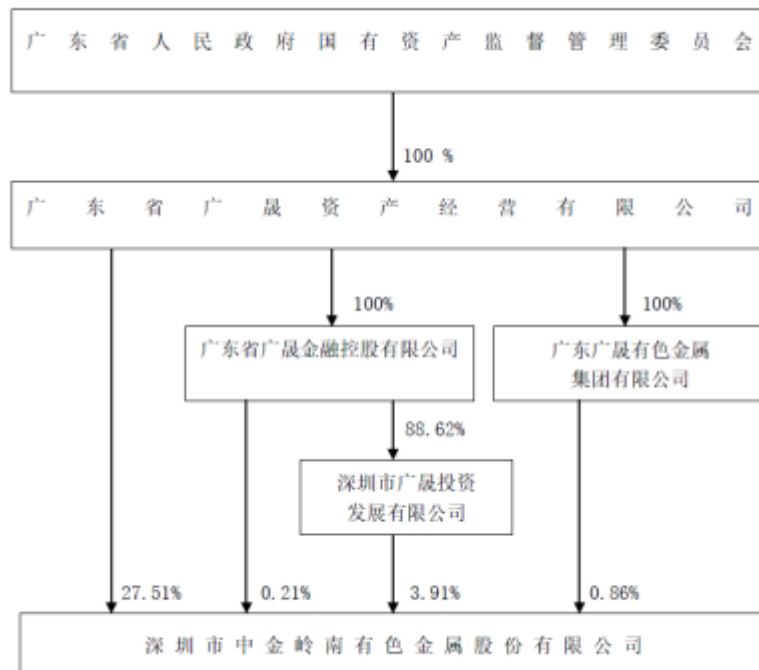 广东省人民政府国有资产监督管理委员会
100 %
广东省广晟资产经营有限公司
100%
100%
广东省广晟金融控股有限公司
广东广晟有色金属
集团有限公司
88.62%
深圳市广晟投资
发展有限公司
27.51%
0.21%
3.91%
0.86%
深圳市中金岭南有色金属股份有限公司